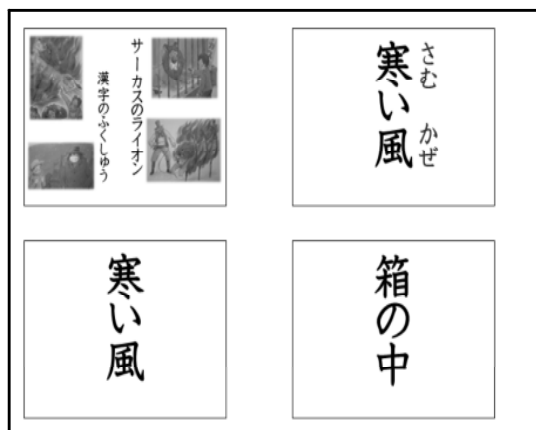 サーカスのライオン
漢字のふくしゅう
さむ かぜ
寒い風
寒い風
箱の中